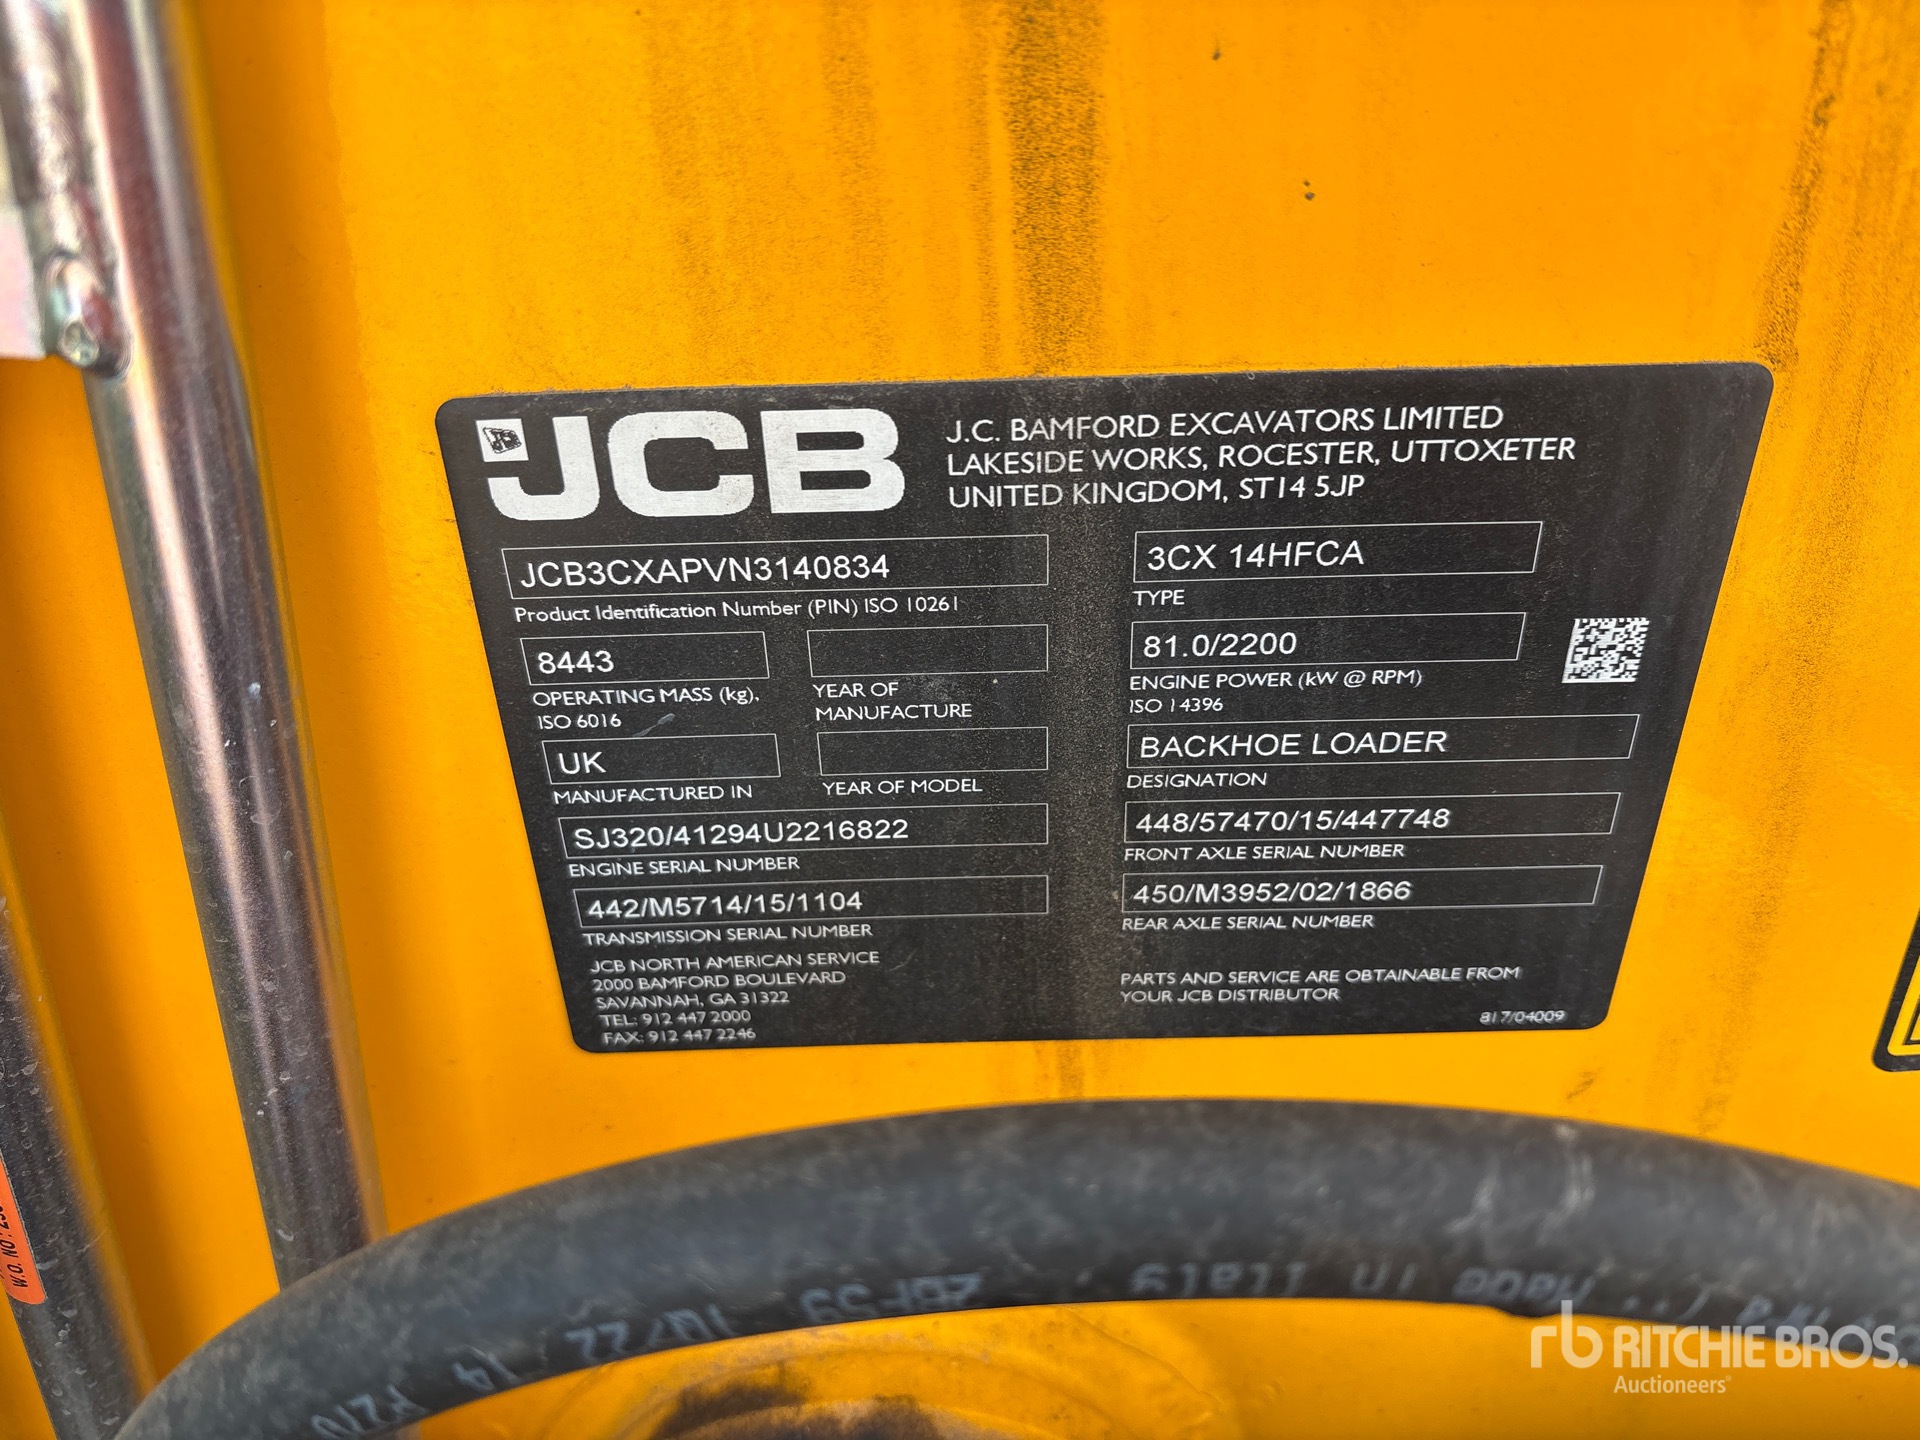 JCB
J.C. BAMFORD EXCAVATORS LIMITED
LAKESIDE WORKS, ROCESTER, UTTOXETER
UNITED KINGDOM, ST14 5JP
JCB3CXAPVN3140834
Product Identification Number (PIN) ISO 10261
3CX 14HFCA
TYPE
8443
OPERATING MASS (kg),
ISO 6016
YEAR OF
MANUFACTURE
81.0/2200
ENGINE POWER (kW @ RPM)
ISO 14396
UK
MANUFACTURED IN
YEAR OF MODEL
BACKHOE LOADER
DESIGNATION
SJ320/41294U2216822
ENGINE SERIAL NUMBER
448/57470/15/447748
FRONT AXLE SERIAL NUMBER
442/M5714/15/1104
TRANSMISSION SERIAL NUMBER
450/M3952/02/1866
REAR AXLE SERIAL NUMBER
JCB NORTH AMERICAN SERVICE
2000 BAMFORD BOULEVARD
SAVANNAH, GA 31322
TEL: 912 447 2000
FAX: 912 447 2246
PARTS AND SERVICE ARE OBTAINABLE FROM
YOUR JCB DISTRIBUTOR
817/04009
W.O. NO:
Made in Italy
rb RITCHIE BROS.
Auctioneers